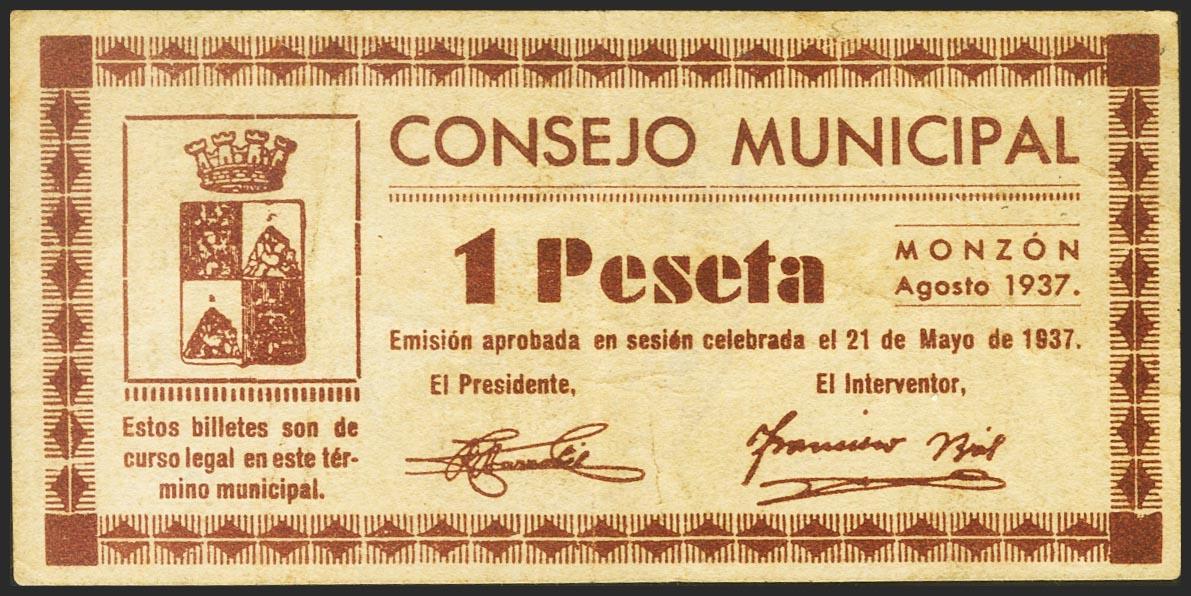 CONSEJO MUNICIPAL
1 Peseta
MONZÓN
Agosto 1937.
Emisión aprobada en sesión celebrada el 21 de Mayo de 1937.
El Presidente,
El Interventor,
Francisco
Estos billetes son de
curso legal en este tér-
mino municipal.